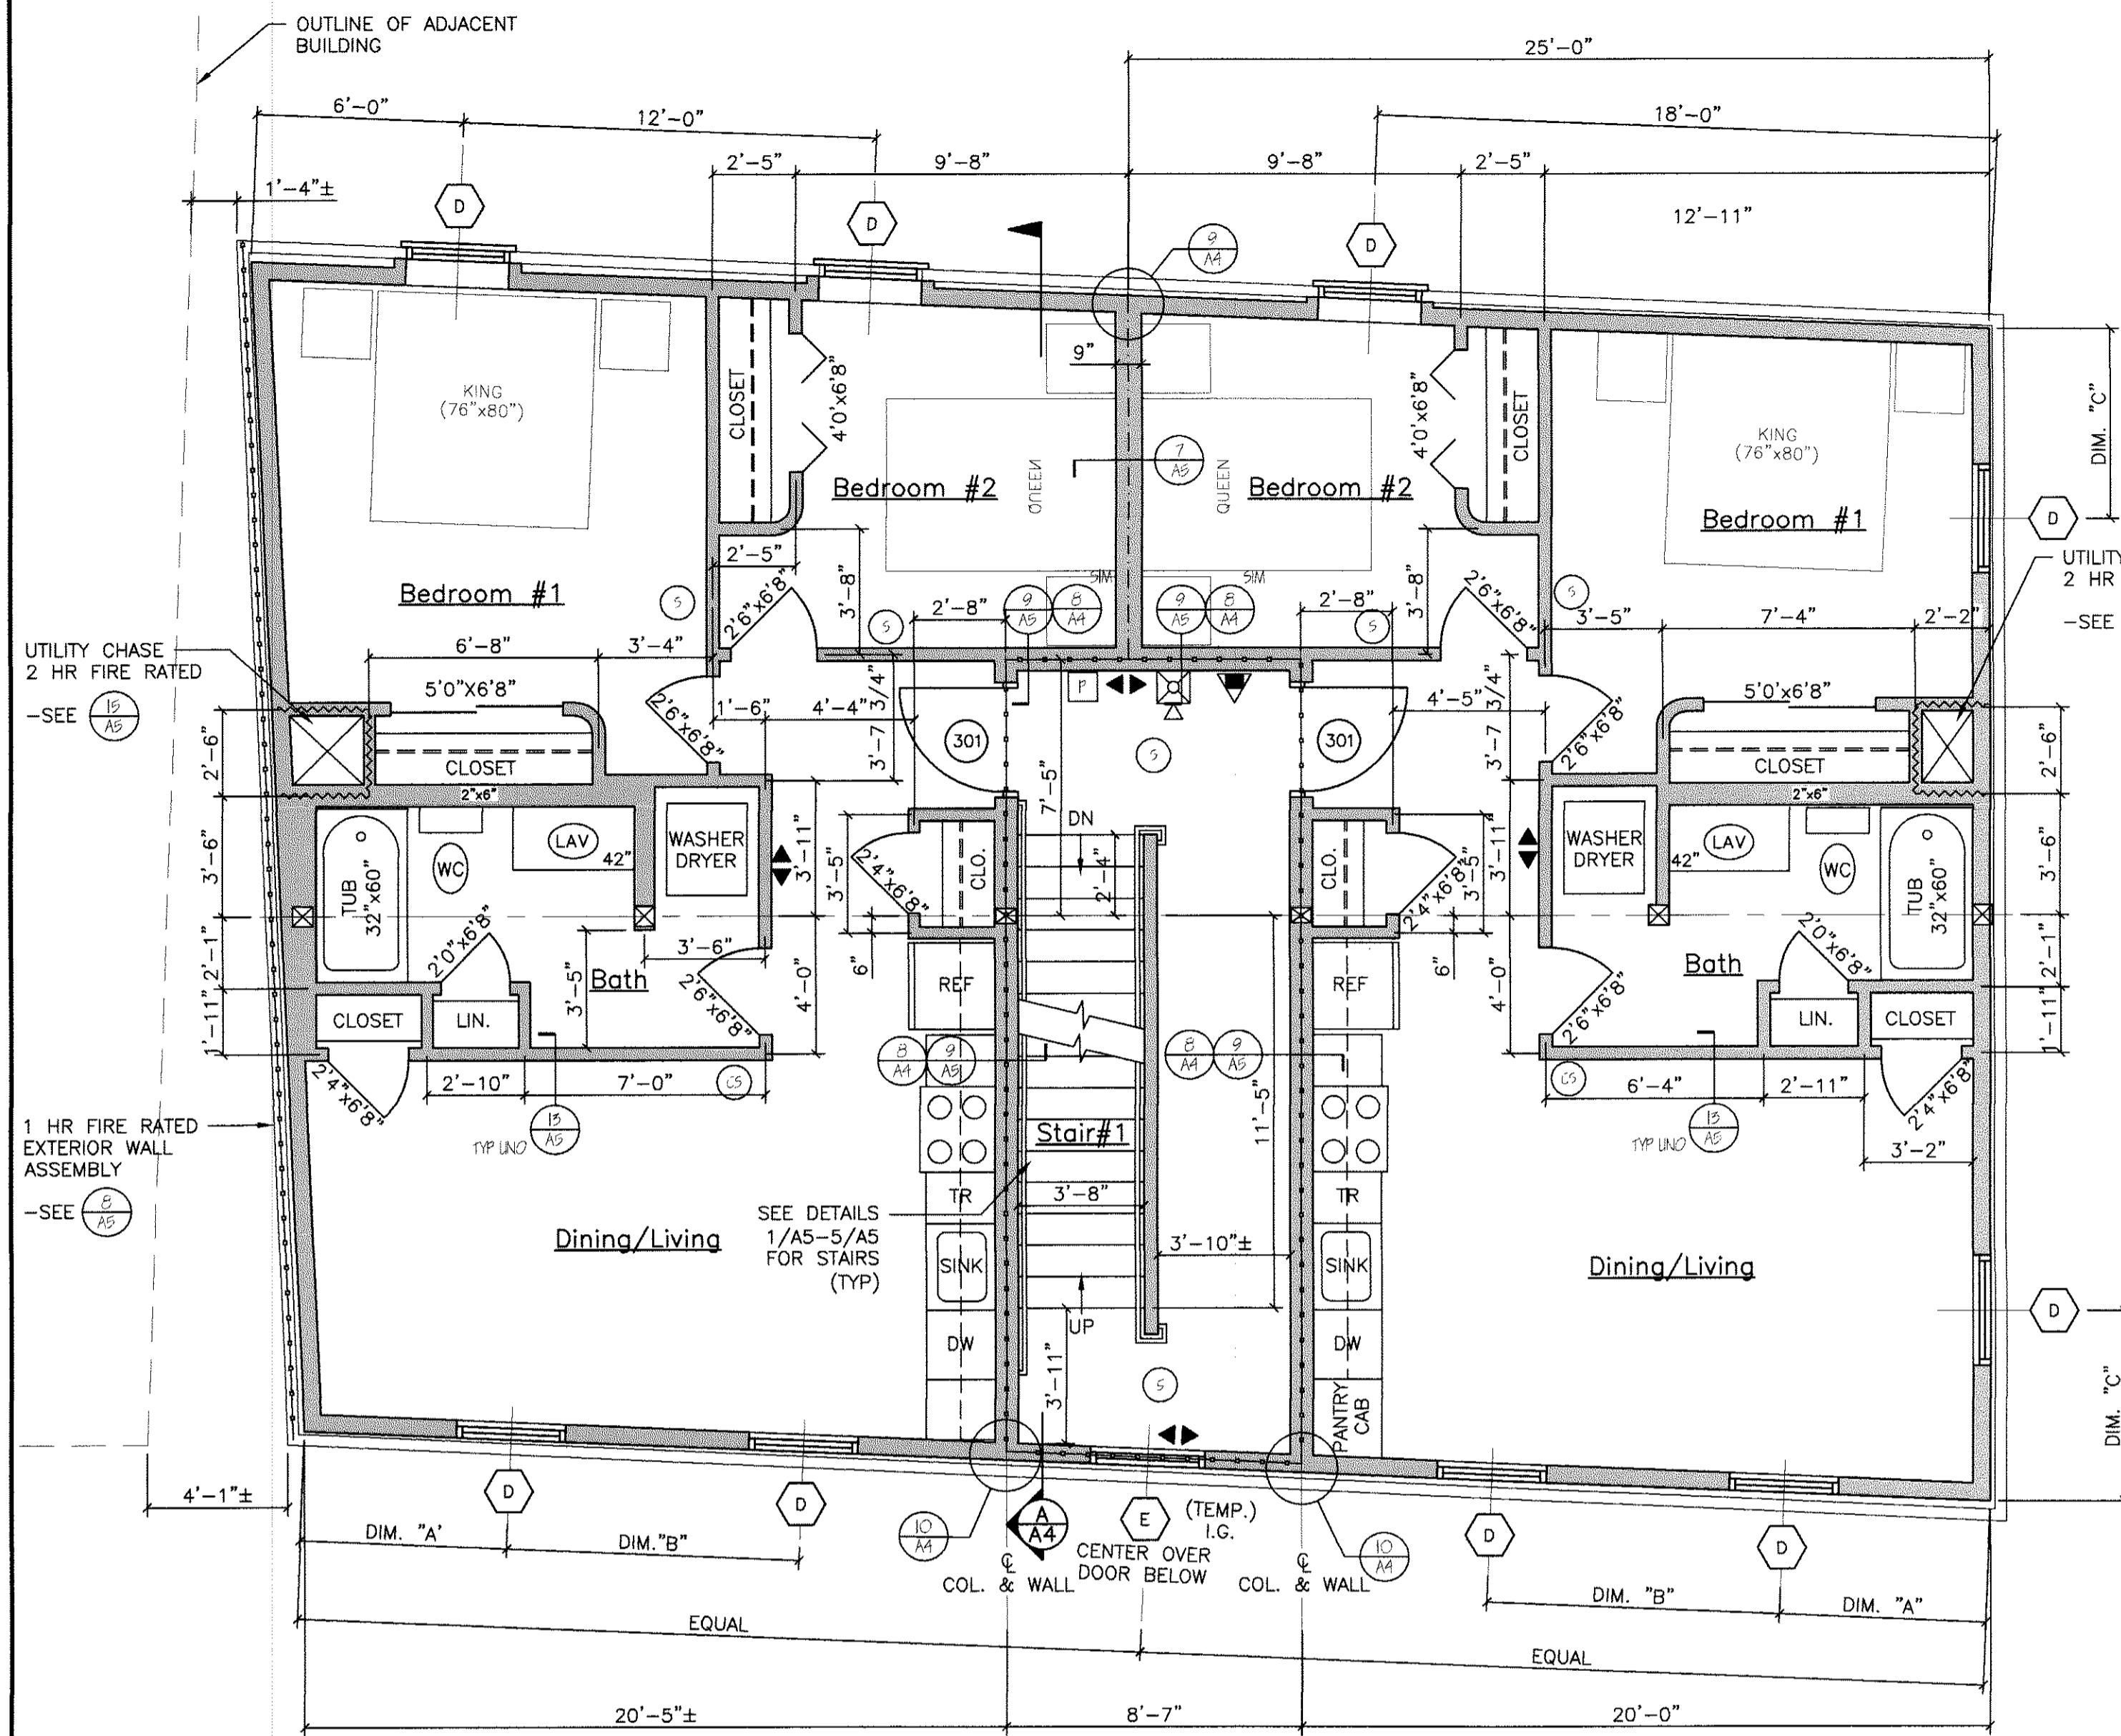 OUTLINE OF ADJACENT
BUILDING
25'-0"
6'-0"
12'-0"
18'-0"
2'-5"
9'-8"
9'-8"
2'-5"
1'-4"±
12'-11"
D
D
D
9
A4
KING
(76"x80")
CLOSET
4'0"x6'8"
9"
4'0"x6'8"
CLOSET
KING
(76"x80")
DIM. "C"
7
A5
Bedroom #2
QUEEN
QUEEN
Bedroom #2
Bedroom #1
D
2'-5"
3'-8"
3'-8"
UTILITY
2 HR
-SEE
Bedroom #1
S
2'6"x6'8"
S
2'-8"
9
A5
8
A4
SIM
9
A5
8
A4
SIM
2'-8"
S
2'6"x6'8"
S
3'-5"
7'-4"
2'-2"
UTILITY CHASE
2 HR FIRE RATED
-SEE
15
A5
6'-8"
3'-4"
5'0"X6'8"
2'6"x6'8"
1'-6"
4'-4"
3'-7 3/4"
301
P
301
4'-5"
3'-7 3/4"
2'6"x6'8"
5'0'x6'8"
2'-6"
CLOSET
2"x6"
7'-5"
S
CLOSET
2"x6"
2'-6"
3'-6"
TUB
32"x60"
WC
LAV
42"
WASHER
DRYER
3'-11"
3'-5"
2'4"x6'8"
CLO.
DN
2'-4"
CLO.
2'4"x6'8"
3'-5"
3'-11"
WASHER
DRYER
42"
LAV
WC
TUB
32"x60"
3'-6"
2'-1"
2'0"x6'8"
3'-5"
3'-6"
Bath
2'6"x6'8"
4'-0"
6"
REF
REF
6"
4'-0"
2'6"x6'8"
Bath
2'0"x6'8"
2'-1"
1'-11"
CLOSET
LIN.
LIN.
CLOSET
1'-11"
8
A4
9
A5
8
A4
9
A5
2'4"x6'8"
2'-10"
7'-0"
CS
CS
6'-4"
2'-11"
2'4"x6'8"
1 HR FIRE RATED
EXTERIOR WALL
ASSEMBLY
-SEE
8
A5
TYP UNO
13
A5
Stair#1
11'-5"
TYP UNO
13
A5
3'-2"
SEE DETAILS
1/A5-5/A5
FOR STAIRS
(TYP)
TR
3'-8"
TR
Dining/Living
3'-10"±
Dining/Living
SINK
SINK
D
UP
DW
3'-11"
DW
S
PANTRY
CAB
DIM. "C"
4'-1"±
D
D
10
A4
A
A4
E
(TEMP.)
I.G.
CENTER OVER
DOOR BELOW
10
A4
D
D
DIM. "A'
DIM."B"
℄
COL. & WALL
℄
COL. & WALL
DIM. "B"
DIM. "A"
EQUAL
EQUAL
20'-5"±
8'-7"
20'-0"